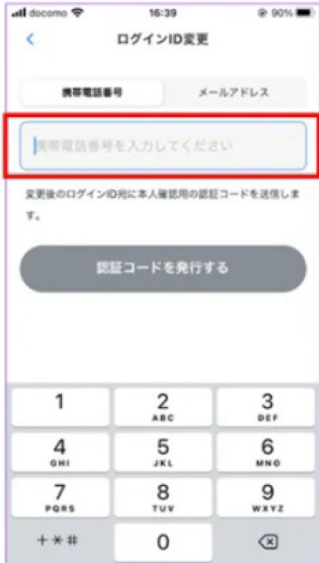 docomo 16:39 90%
ログインID変更
携帯電話番号 メールアドレス
携帯電話番号を入力してください
変更後のログインID宛に本人確認用の認証コードを送信しま
す。
認証コードを発行する
1 2 3
ABC DEF
4 5 6
GHI JKL MNO
7 8 9
PQRS TUV WXYZ
+*# 0